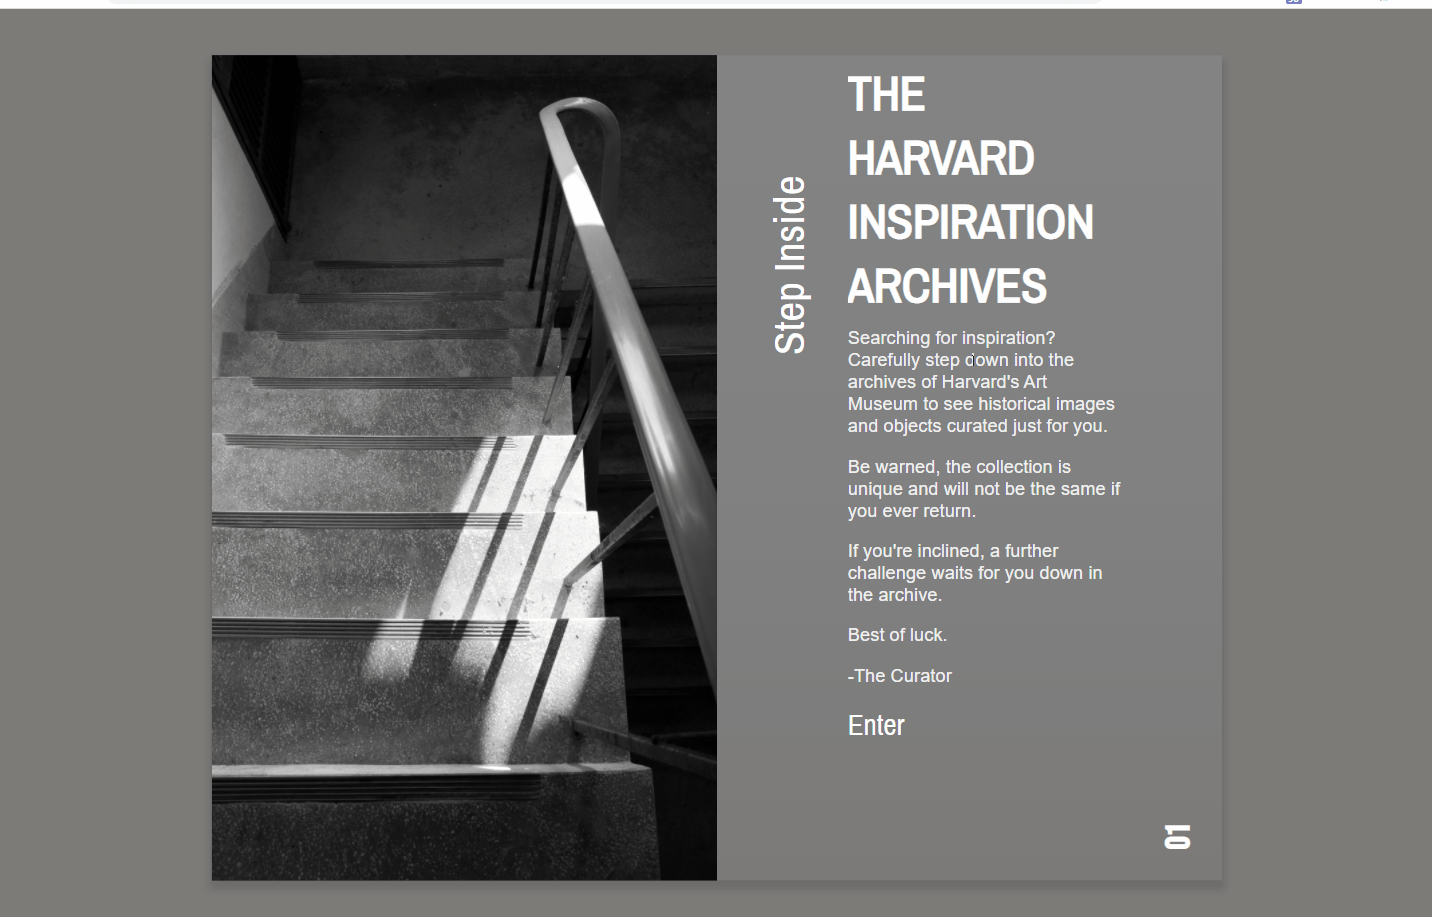 Step Inside
THE
HARVARD
INSPIRATION
ARCHIVES
Searching for inspiration?
Carefully step down into the
archives of Harvard's Art
Museum to see historical images
and objects curated just for you.
Be warned, the collection is
unique and will not be the same if
you ever return.
If you're inclined, a further
challenge waits for you down in
the archive.
Best of luck.
-The Curator
Enter
01